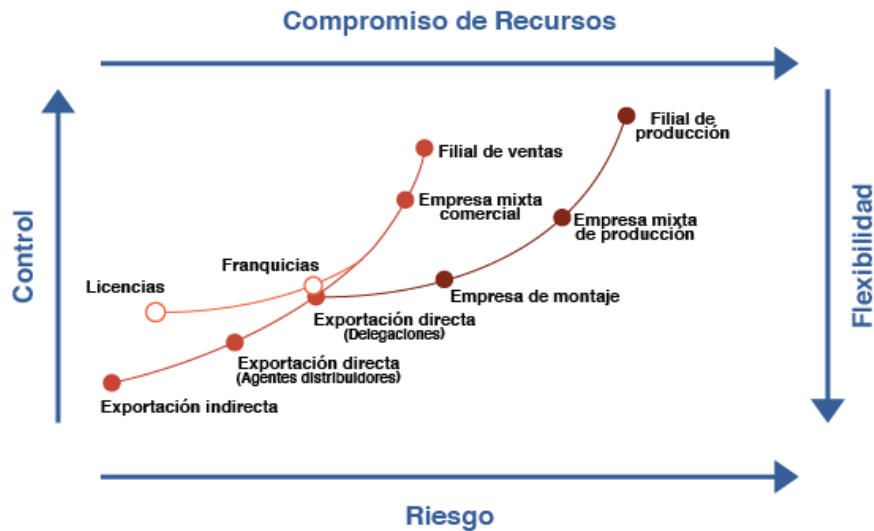 Compromiso de Recursos
Control
Flexibilidad
Filial de
producción
Filial de ventas
Empresa mixta
comercial
Empresa mixta
de producción
Franquicias
Licencias
Empresa de montaje
Exportación directa
(Delegaciones)
Exportación directa
(Agentes distribuidores)
Exportación indirecta
Riesgo